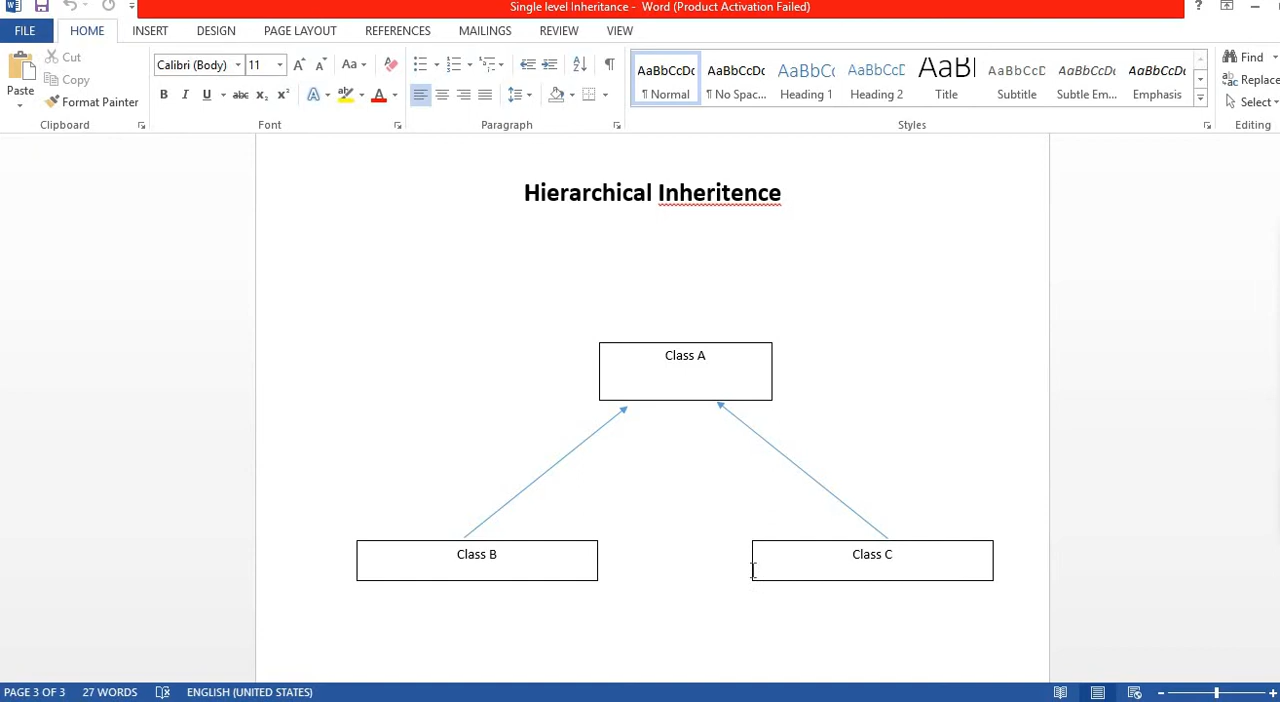 Single level Inheritance - Word (Product Activation Failed)
FILE HOME INSERT DESIGN PAGE LAYOUT REFERENCES MAILINGS REVIEW VIEW
Paste
Cut
Copy
Format Painter
Clipboard
Calibri (Body) 11
Font
Paragraph
AaBbCcDc AaBbCcDc AaBbCc AaBbCcD AaB AaBbCcD AaBbCcDc AaBbCcDc
¶ Normal ¶ No Spac... Heading 1 Heading 2 Title Subtitle Subtle Em... Emphasis
Styles
Find
Replace
Select
Editing
Hierarchical Inheritence
Class A
Class B Class C
PAGE 3 OF 3 27 WORDS ENGLISH (UNITED STATES)